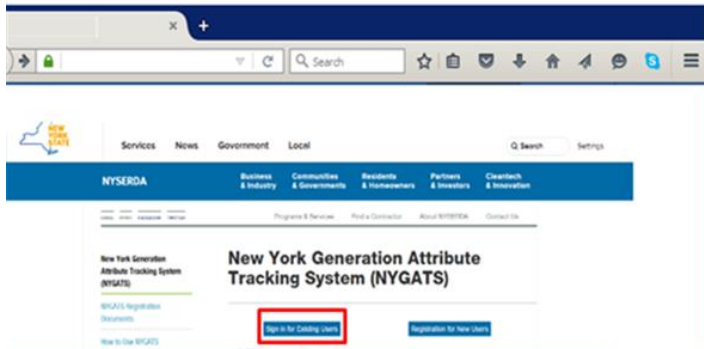 Search
NEW YORK STATE
Services News Government Local
Search Settings
NYSERDA
Business & Industry
Communities & Governments
Residents & Homeowners
Partners & Investors
Cleantech & Innovation
Programs & Services Find a Contractor About NYSERDA Contact Us
New York Generation
Attribute Tracking System
(NYGATS)
NYGATS Registration
Documents
How to Use NYGATS
New York Generation Attribute
Tracking System (NYGATS)
Sign in for Existing Users
Registration for New Users